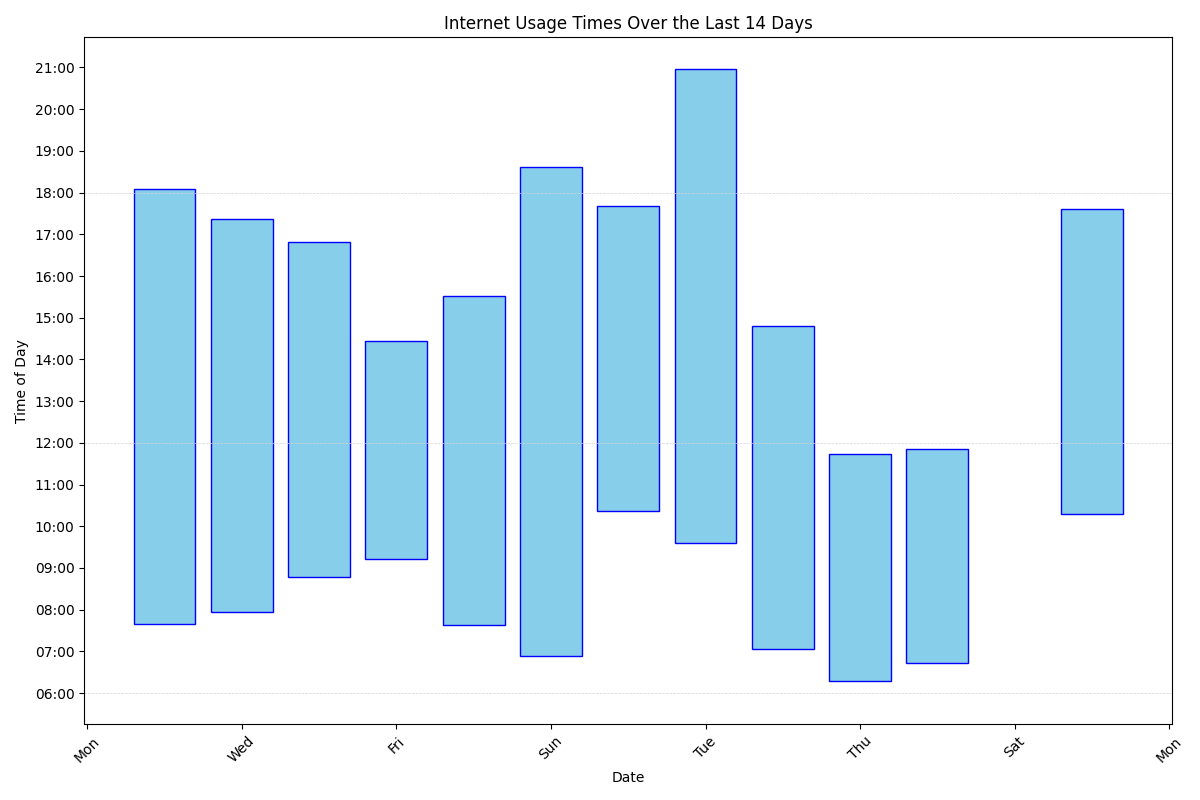 Internet Usage Times Over the Last 14 Days
21:00
20:00
19:00
18:00
17:00
16:00
15:00
14:00
13:00
12:00
11:00
10:00
09:00
08:00
07:00
06:00
Time of Day
Mon
Wed
Fri
Sun
Tue
Thu
Sat
Mon
Date